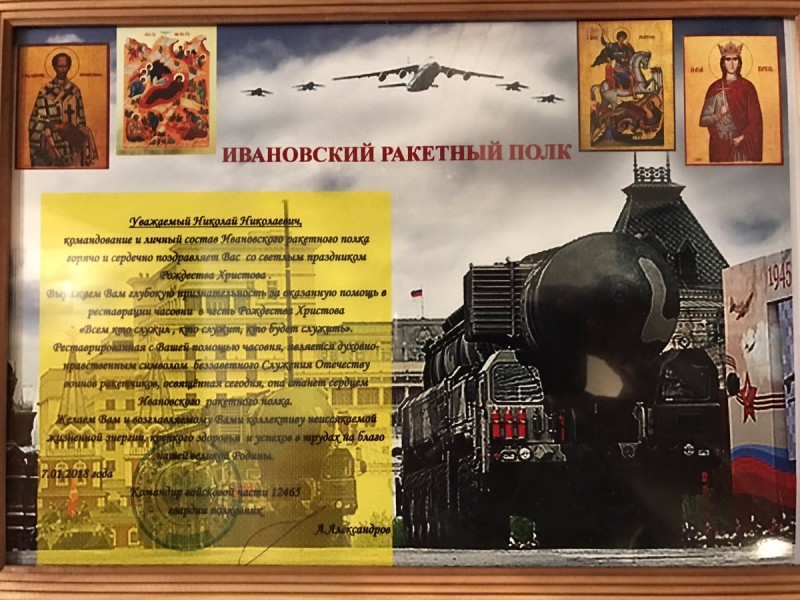 ИВАНОВСКИЙ РАКЕТНЫЙ ПОЛК
1945
Уважаемый Николай Николаевич,
командование и личный состав Ивановского ракетного полка
горячо и сердечно поздравляет Вас со светлым праздником
Рождества Христова .
Выражаем Вам глубокую признательность за оказанную помощь в
реставрации часовни в честь Рождества Христова
«Всем кто служил , кто служит, кто будет служить».
Реставрированная с Вашей помощью часовня, является духовно-
нравственным символом беззаветного Служения Отечеству
воинов ракетчиков, освящённая сегодня, она станет сердцем
Ивановского ракетного полка.
Желаем Вам и возглавляемому Вами коллективу неиссякаемой
жизненной энергии, крепкого здоровья и успехов в трудах на благо
нашей великой Родины.
7.01.2018 года
Командир войсковой части 12465
гвардии полковник
А.Александров